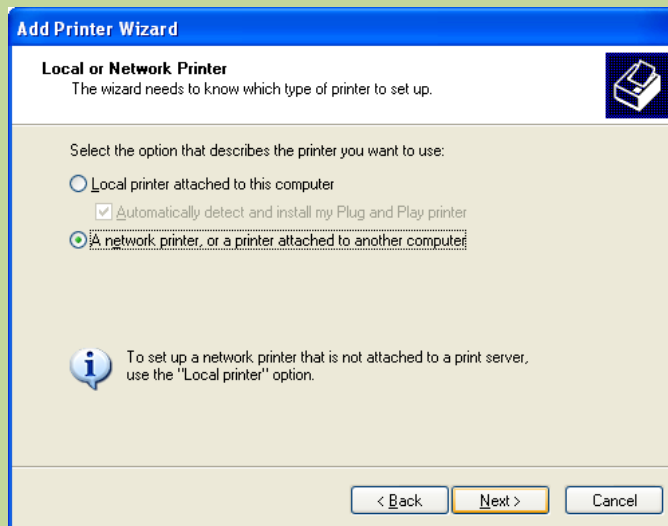 Add Printer Wizard
Local or Network Printer
The wizard needs to know which type of printer to set up.
Select the option that describes the printer you want to use:
Local printer attached to this computer
Automatically detect and install my Plug and Play printer
A network printer, or a printer attached to another computer
To set up a network printer that is not attached to a print server,
use the "Local printer" option.
< Back Next > Cancel